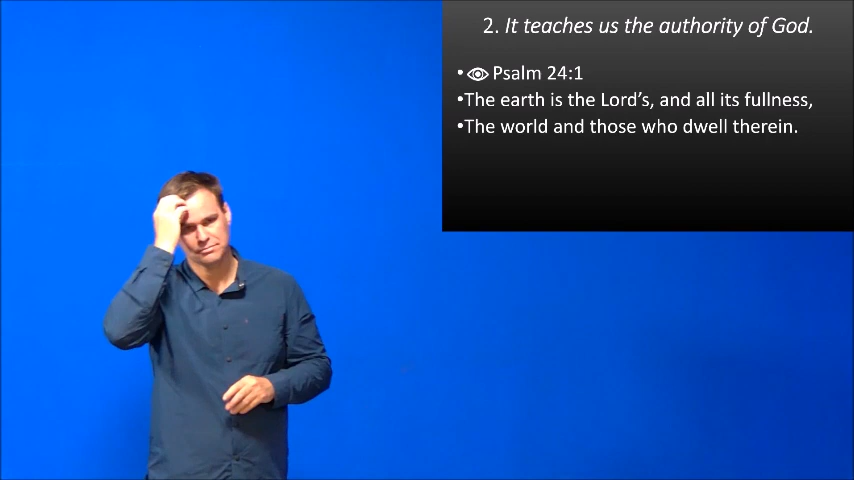 2. It teaches us the authority of God.
•👁 Psalm 24:1
•The earth is the Lord’s, and all its fullness,
•The world and those who dwell therein.